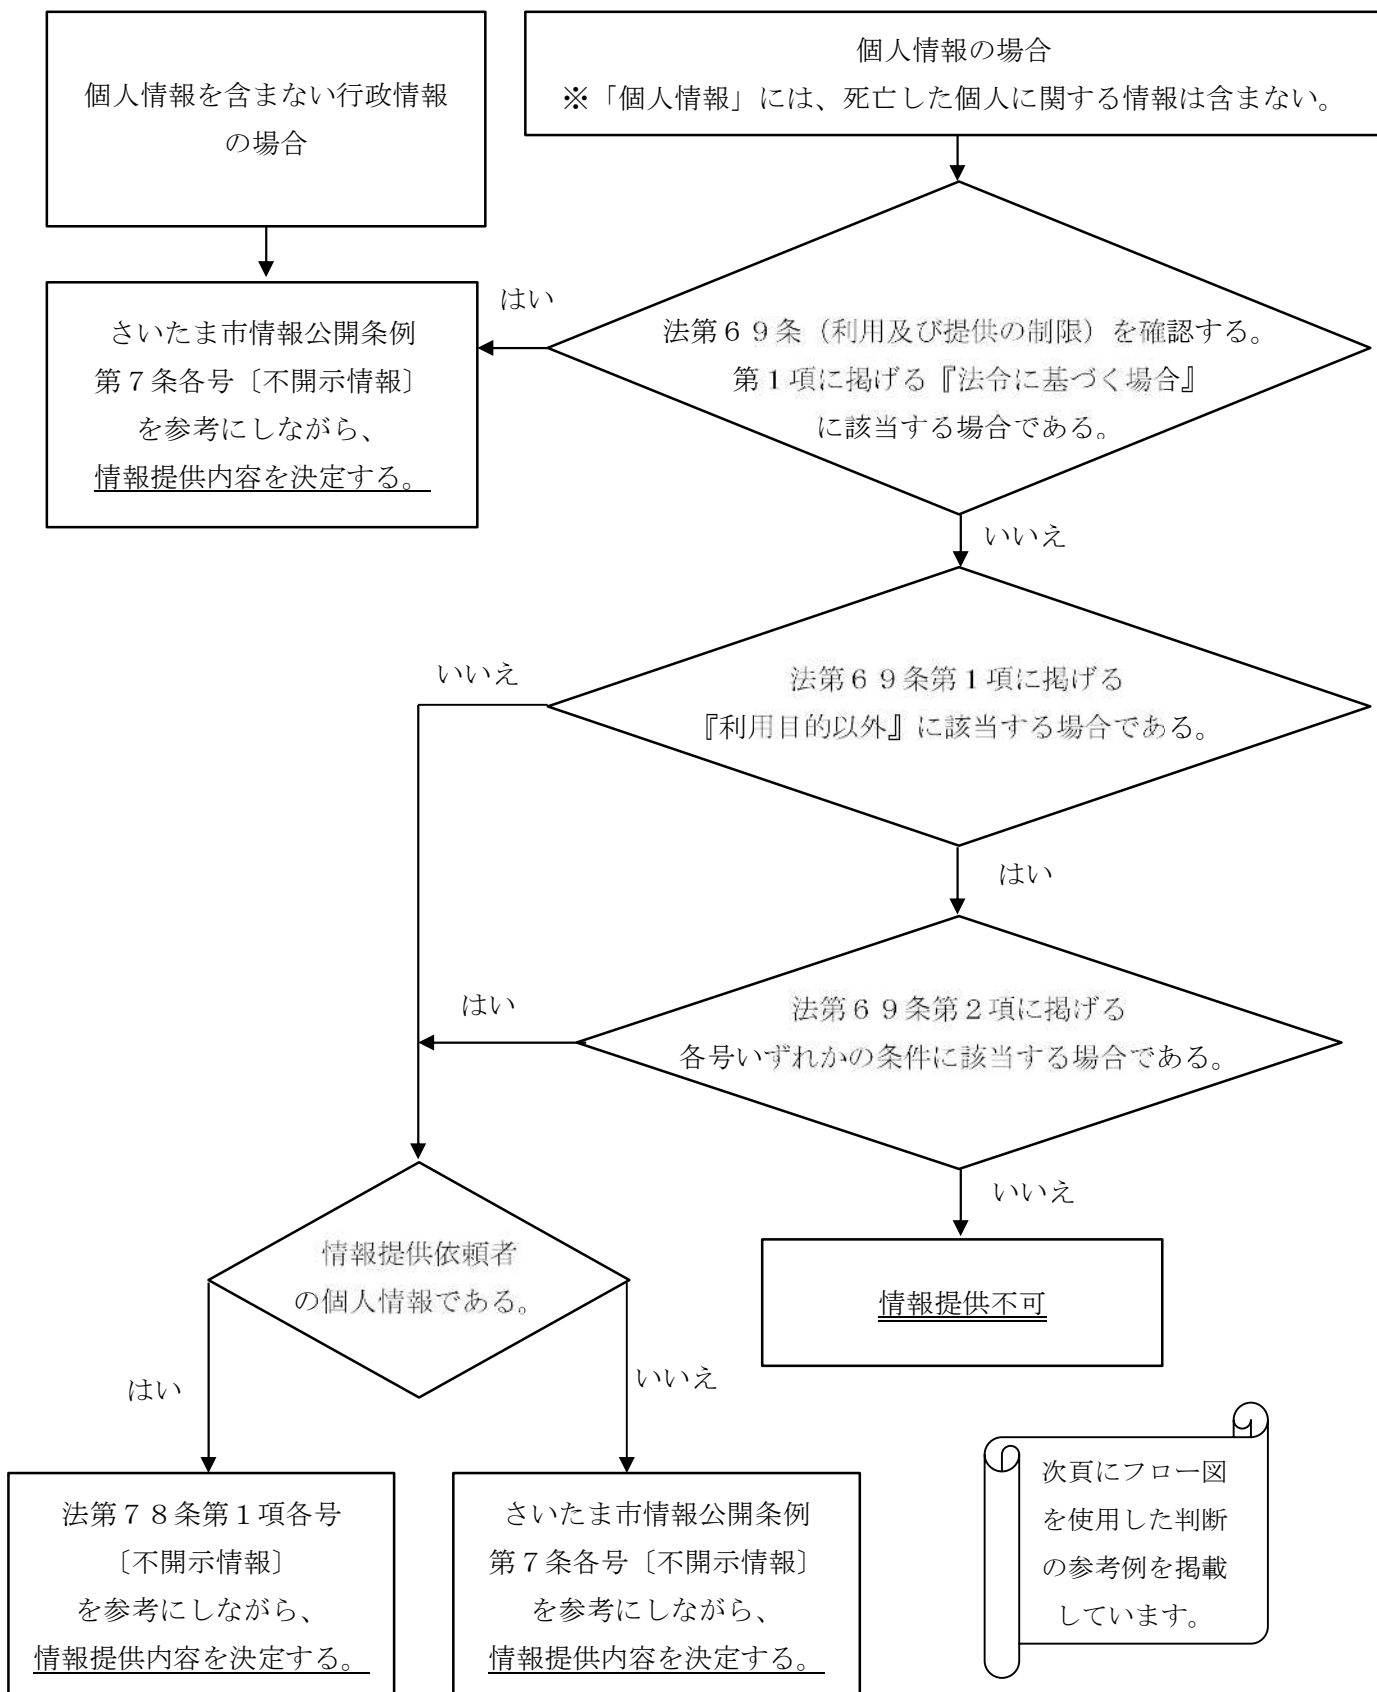 個人情報を含まない行政情報
の場合
個人情報の場合
※「個人情報」には、死亡した個人に関する情報は含まない。
はい
さいたま市情報公開条例
第７条各号〔不開示情報〕
を参考にしながら、
情報提供内容を決定する。
法第６９条（利用及び提供の制限）を確認する。
第１項に掲げる『法令に基づく場合』
に該当する場合である。
いいえ
いいえ
法第６９条第１項に掲げる
『利用目的以外』に該当する場合である。
はい
はい
法第６９条第２項に掲げる
各号いずれかの条件に該当する場合である。
いいえ
情報提供依頼者
の個人情報である。
情報提供不可
はい
いいえ
法第７８条第１項各号
〔不開示情報〕
を参考にしながら、
情報提供内容を決定する。
さいたま市情報公開条例
第７条各号〔不開示情報〕
を参考にしながら、
情報提供内容を決定する。
次頁にフロー図
を使用した判断
の参考例を掲載
しています。